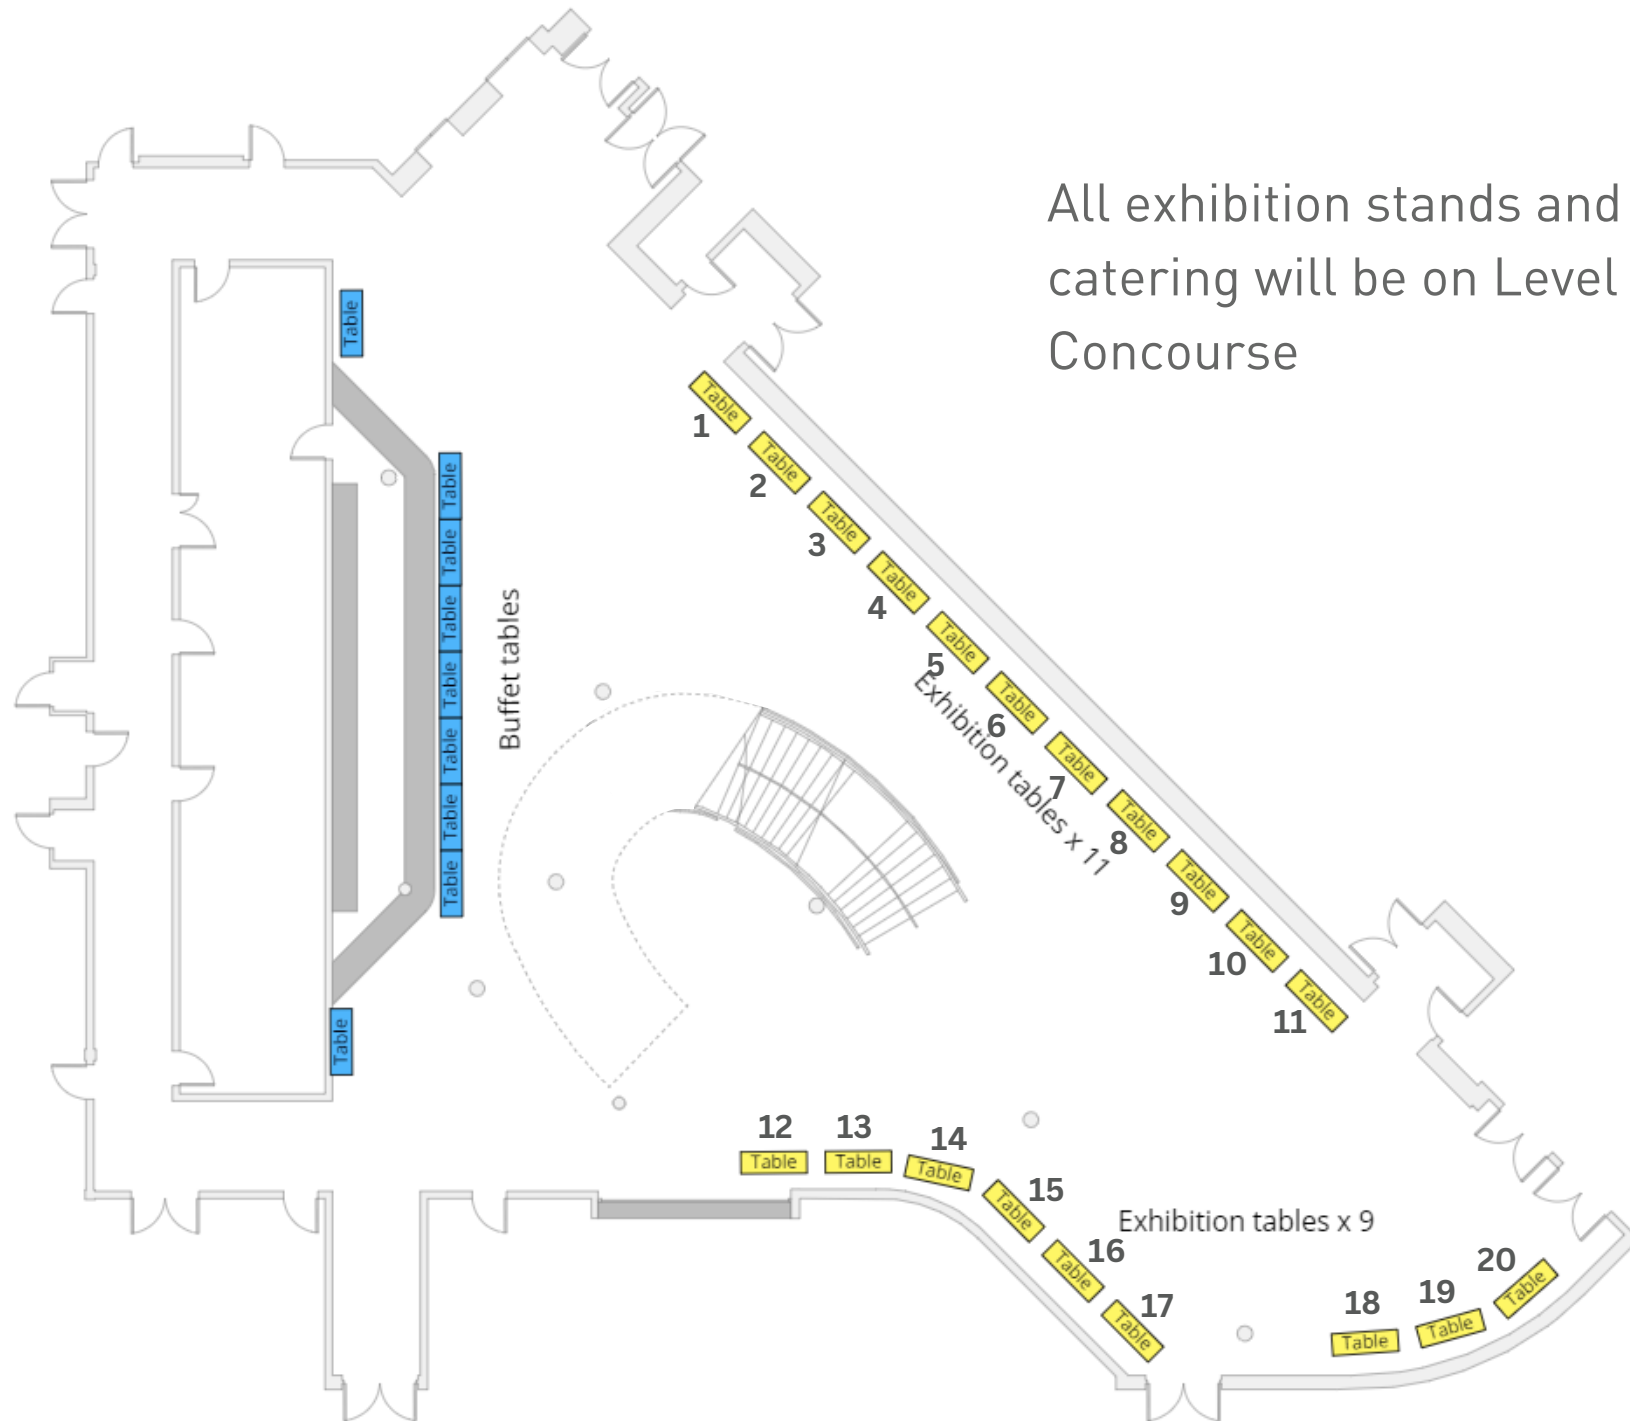 All exhibition stands and
catering will be on Level
Concourse
Table
Table
Table
Table
Table
Table
Table
Table
Table
Buffet tables
Table
1
Table
2
Table
3
Table
4
Table
5
Table
6
Table
7
Table
8
Table
9
Table
10
Table
11
Exhibition tables x 11
12
Table
13
Table
14
Table
15
Table
16
Table
17
Table
Exhibition tables x 9
18
Table
19
Table
20
Table